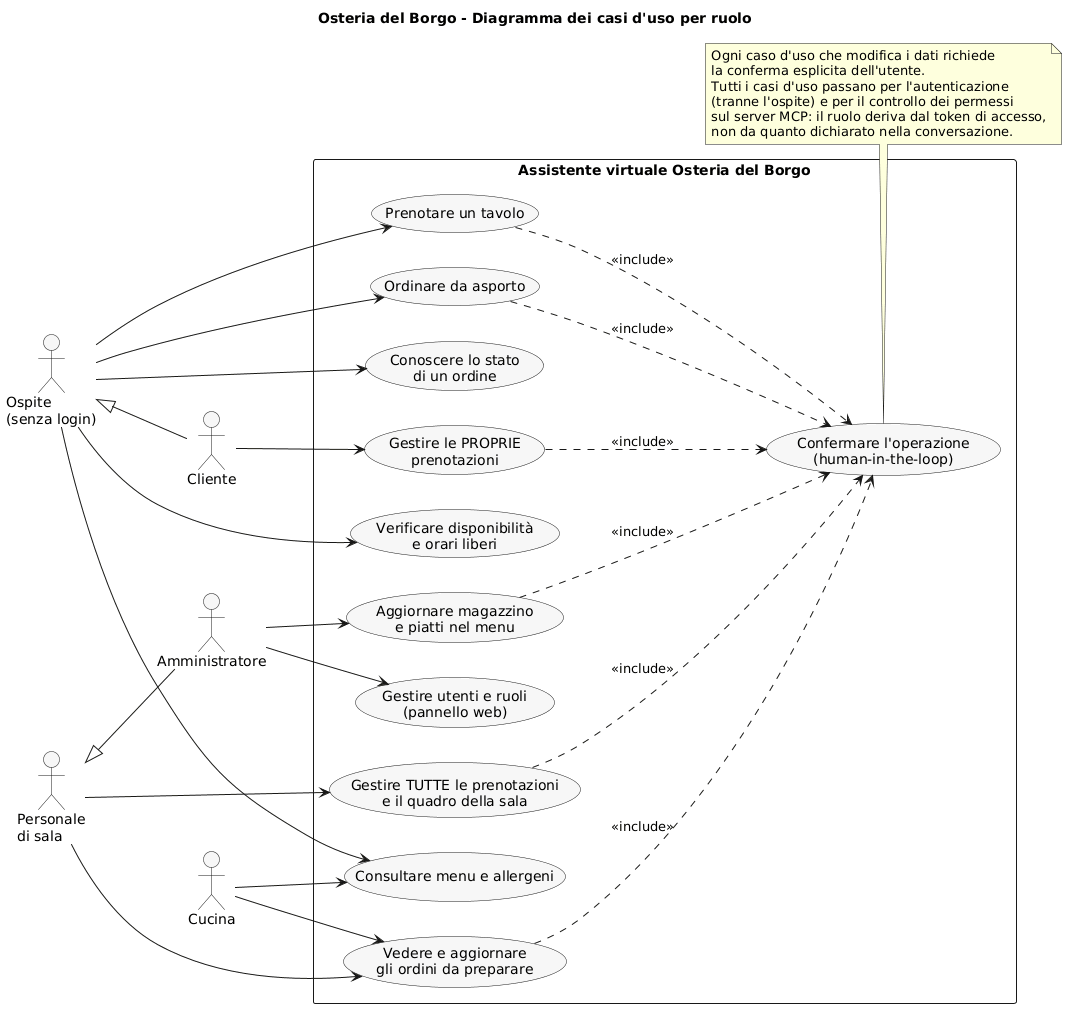 Osteria del Borgo - Diagramma dei casi d'uso per ruolo
Ogni caso d'uso che modifica i dati richiede
la conferma esplicita dell'utente.
Tutti i casi d'uso passano per l'autenticazione
(tranne l'ospite) e per il controllo dei permessi
sul server MCP: il ruolo deriva dal token di accesso,
non da quanto dichiarato nella conversazione.
Assistente virtuale Osteria del Borgo
Prenotare un tavolo
«include»
Ordinare da asporto
«include»
Conoscere lo stato
di un ordine
Ospite
(senza login)
Cliente
Gestire le PROPRIE
prenotazioni
«include»
Confermare l'operazione
(human-in-the-loop)
Verificare disponibilità
e orari liberi
«include»
Aggiornare magazzino
e piatti nel menu
Amministratore
«include»
Gestire utenti e ruoli
(pannello web)
Gestire TUTTE le prenotazioni
e il quadro della sala
Personale
di sala
«include»
Consultare menu e allergeni
Cucina
Vedere e aggiornare
gli ordini da preparare